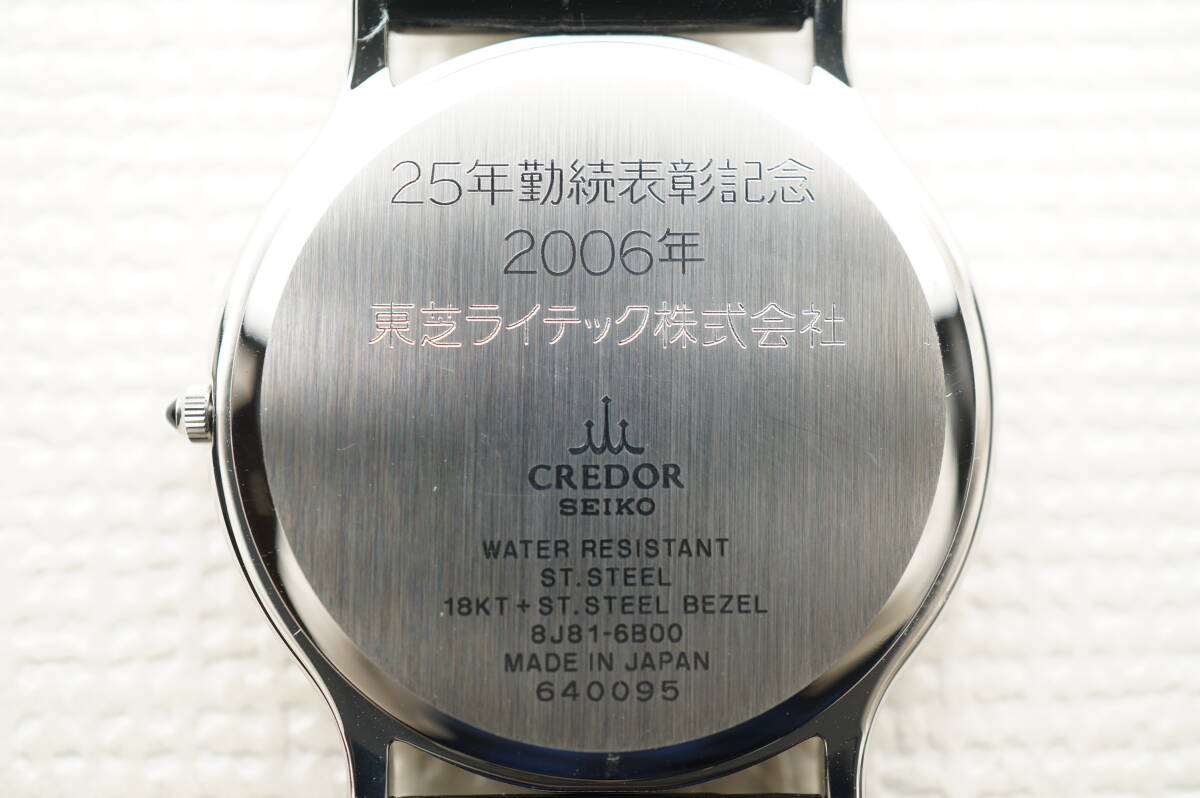 25年勤続表彰記念
2006年
東芝ライテック株式会社
CREDOR
SEIKO
WATER RESISTANT
ST.STEEL
18KT+ST.STEEL BEZEL
8J81-6B00
MADE IN JAPAN
640095